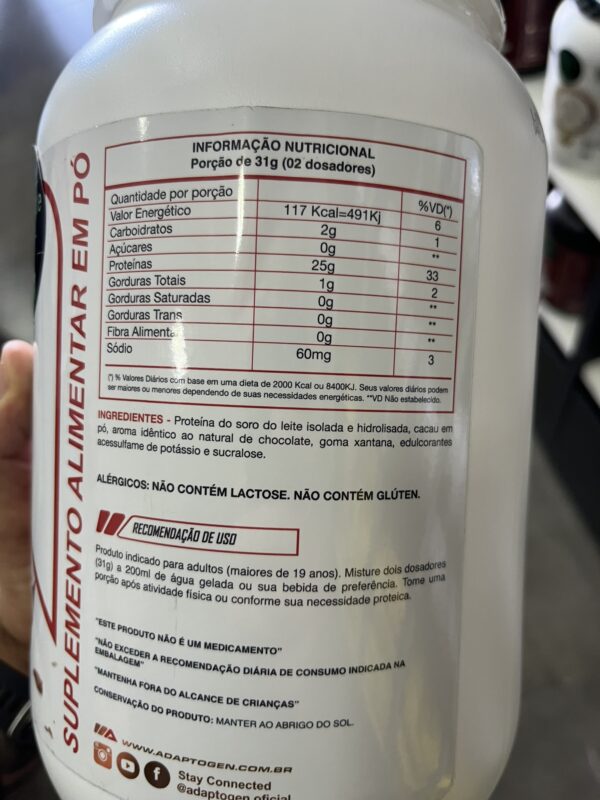 INFORMAÇÃO NUTRICIONAL
Porção de 31g (02 dosadores)
Quantidade por porção %VD(*)
Valor Energético 117 Kcal=491Kj 6
Carboidratos 2g 1
Açúcares 0g **
Proteínas 25g 33
Gorduras Totais 1g 2
Gorduras Saturadas 0g **
Gorduras Trans 0g **
Fibra Alimentar 0g **
Sódio 60mg 3
(*) % Valores Diários com base em uma dieta de 2000 Kcal ou 8400KJ. Seus valores diários podem
ser maiores ou menores dependendo de suas necessidades energéticas. **VD Não estabelecido.
INGREDIENTES - Proteína do soro do leite isolada e hidrolisada, cacau em
pó, aroma idêntico ao natural de chocolate, goma xantana, edulcorantes
acessulfame de potássio e sucralose.
ALÉRGICOS: NÃO CONTÉM LACTOSE. NÃO CONTÉM GLÚTEN.
RECOMENDAÇÃO DE USO
Produto indicado para adultos (maiores de 19 anos). Misture dois dosadores
(31g) a 200ml de água gelada ou sua bebida de preferência. Tome uma
porção após atividade física ou conforme sua necessidade proteica.
"ESTE PRODUTO NÃO É UM MEDICAMENTO"
"NÃO EXCEDER A RECOMENDAÇÃO DIÁRIA DE CONSUMO INDICADA NA
EMBALAGEM"
"MANTENHA FORA DO ALCANCE DE CRIANÇAS"
CONSERVAÇÃO DO PRODUTO: MANTER AO ABRIGO DO SOL.
WWW.ADAPTOGEN.COM.BR
Stay Connected
@adaptogen.oficial
SUPLEMENTO ALIMENTAR EM PÓ